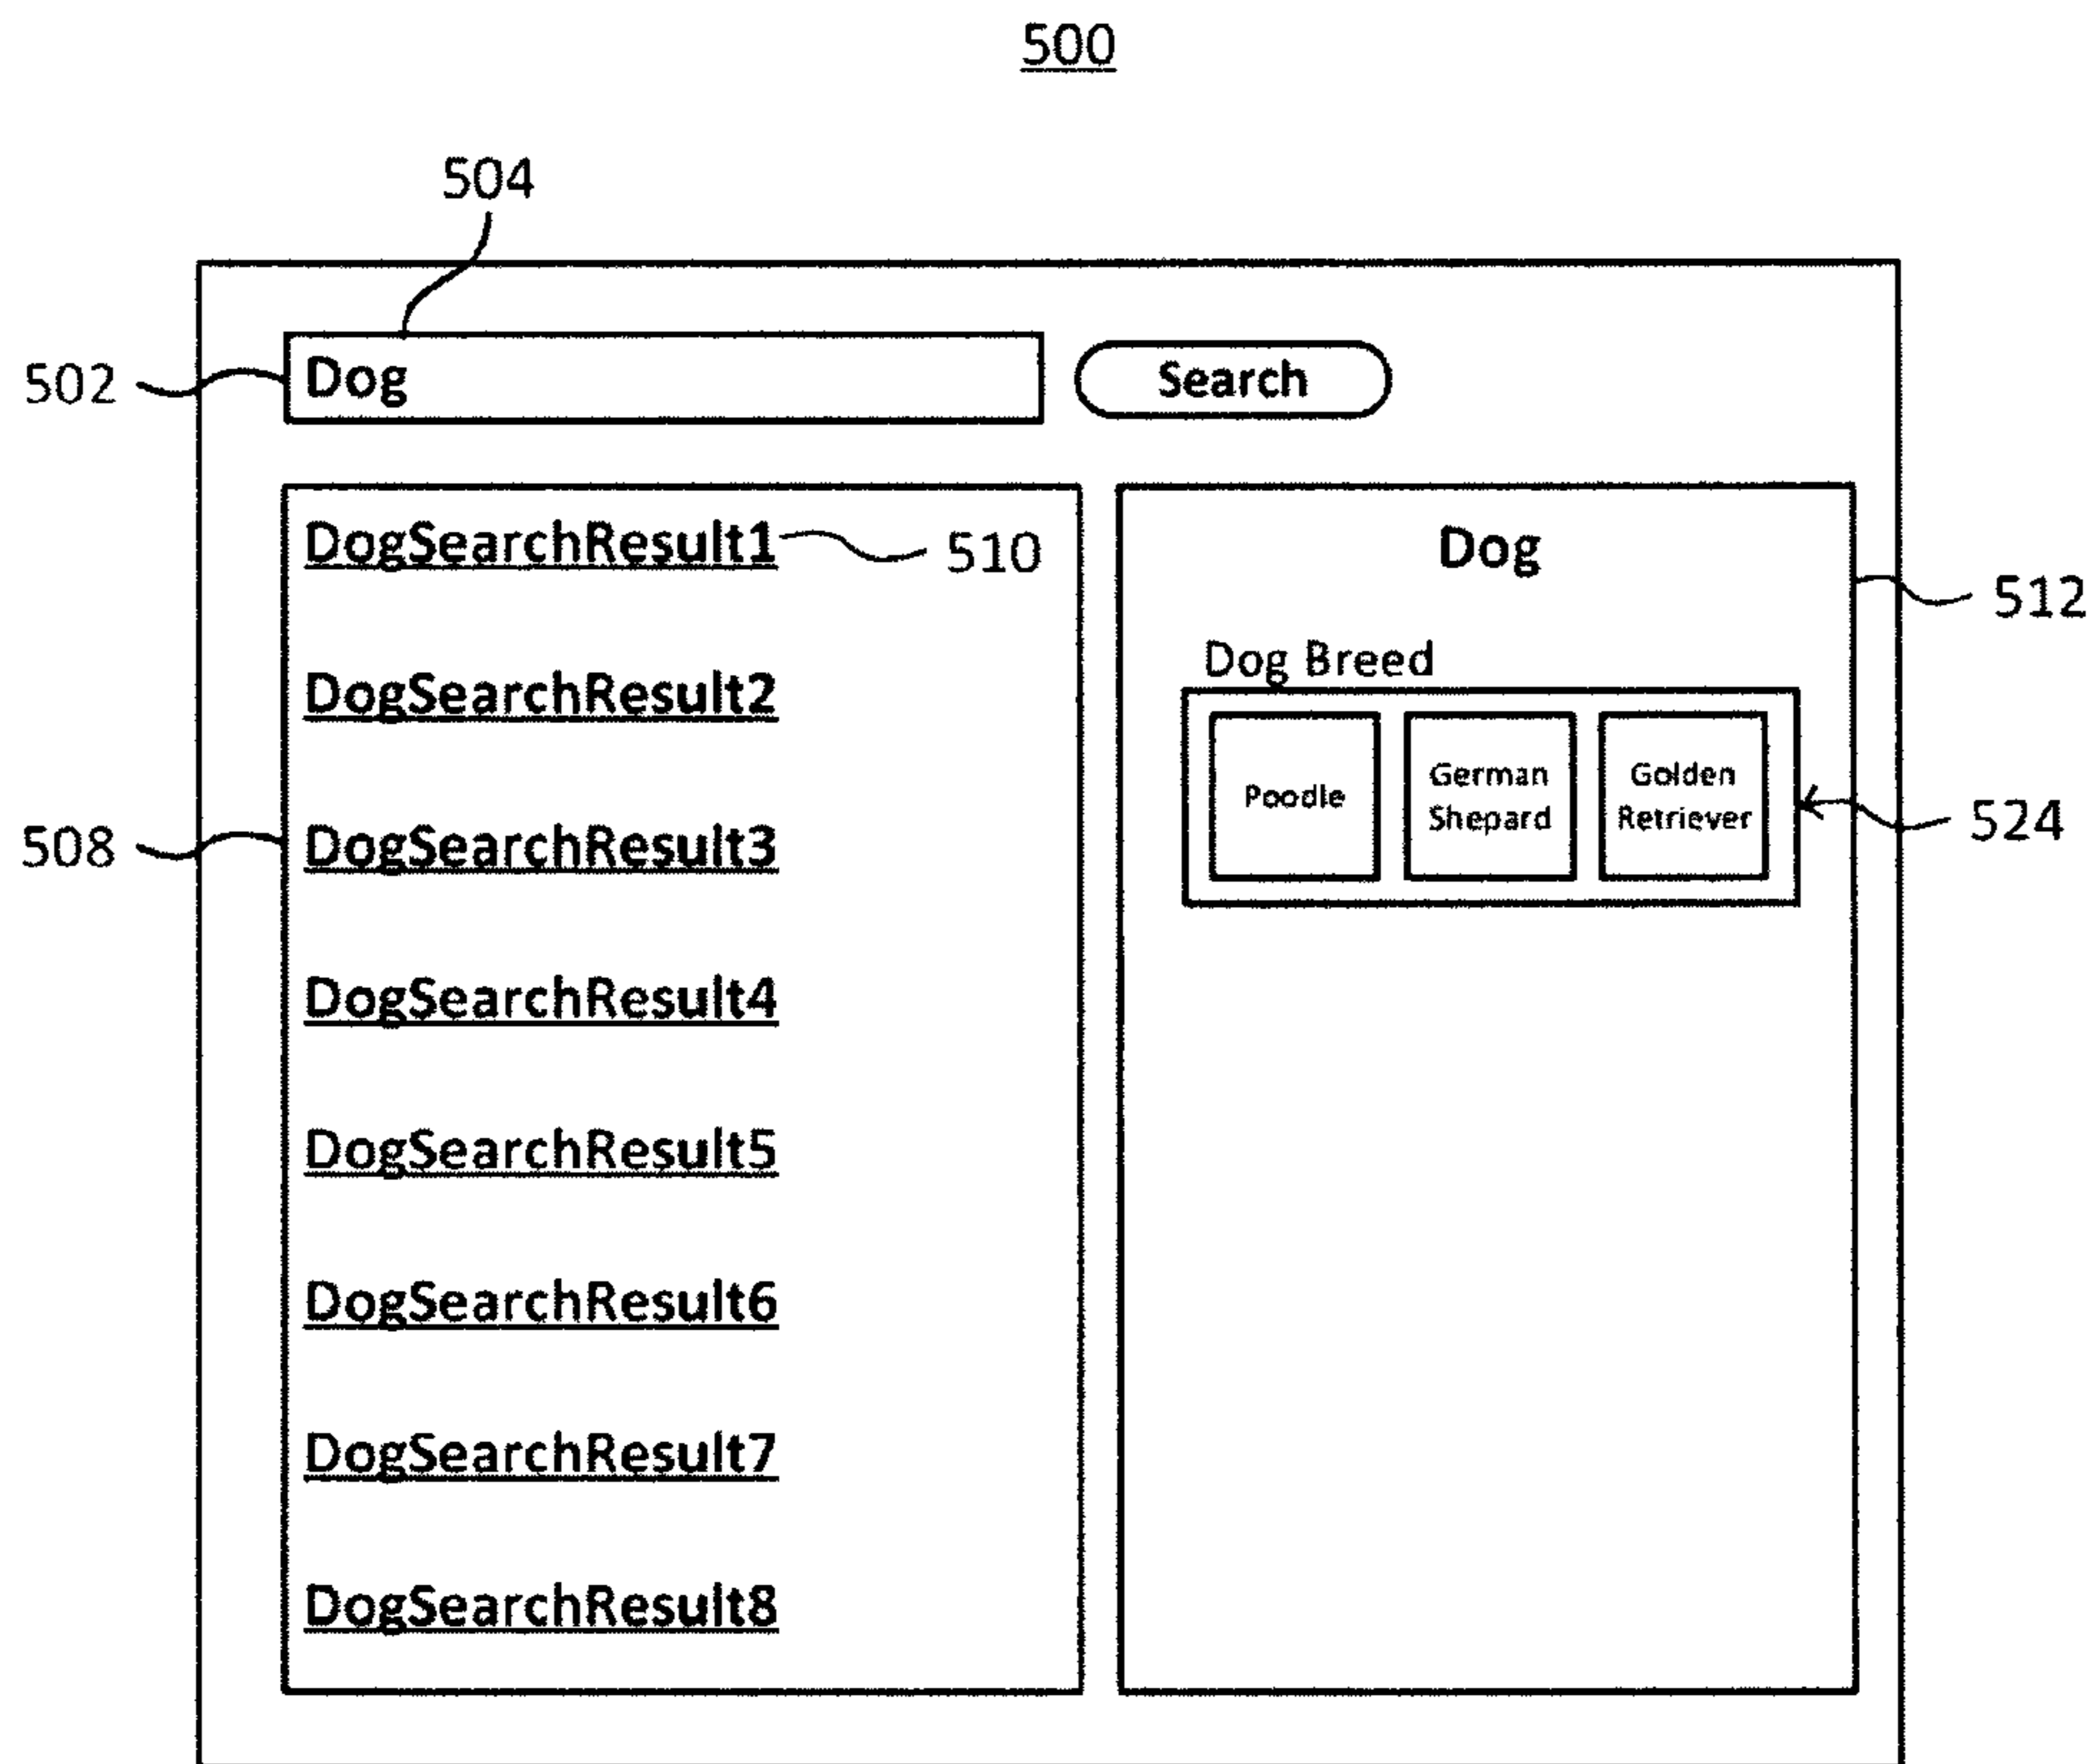 500
504
502
Dog
Search
DogSearchResult1
510
DogSearchResult2
DogSearchResult3
508
DogSearchResult4
DogSearchResult5
DogSearchResult6
DogSearchResult7
DogSearchResult8
Dog
512
Dog Breed
Poodle
German
Shepard
Golden
Retriever
524